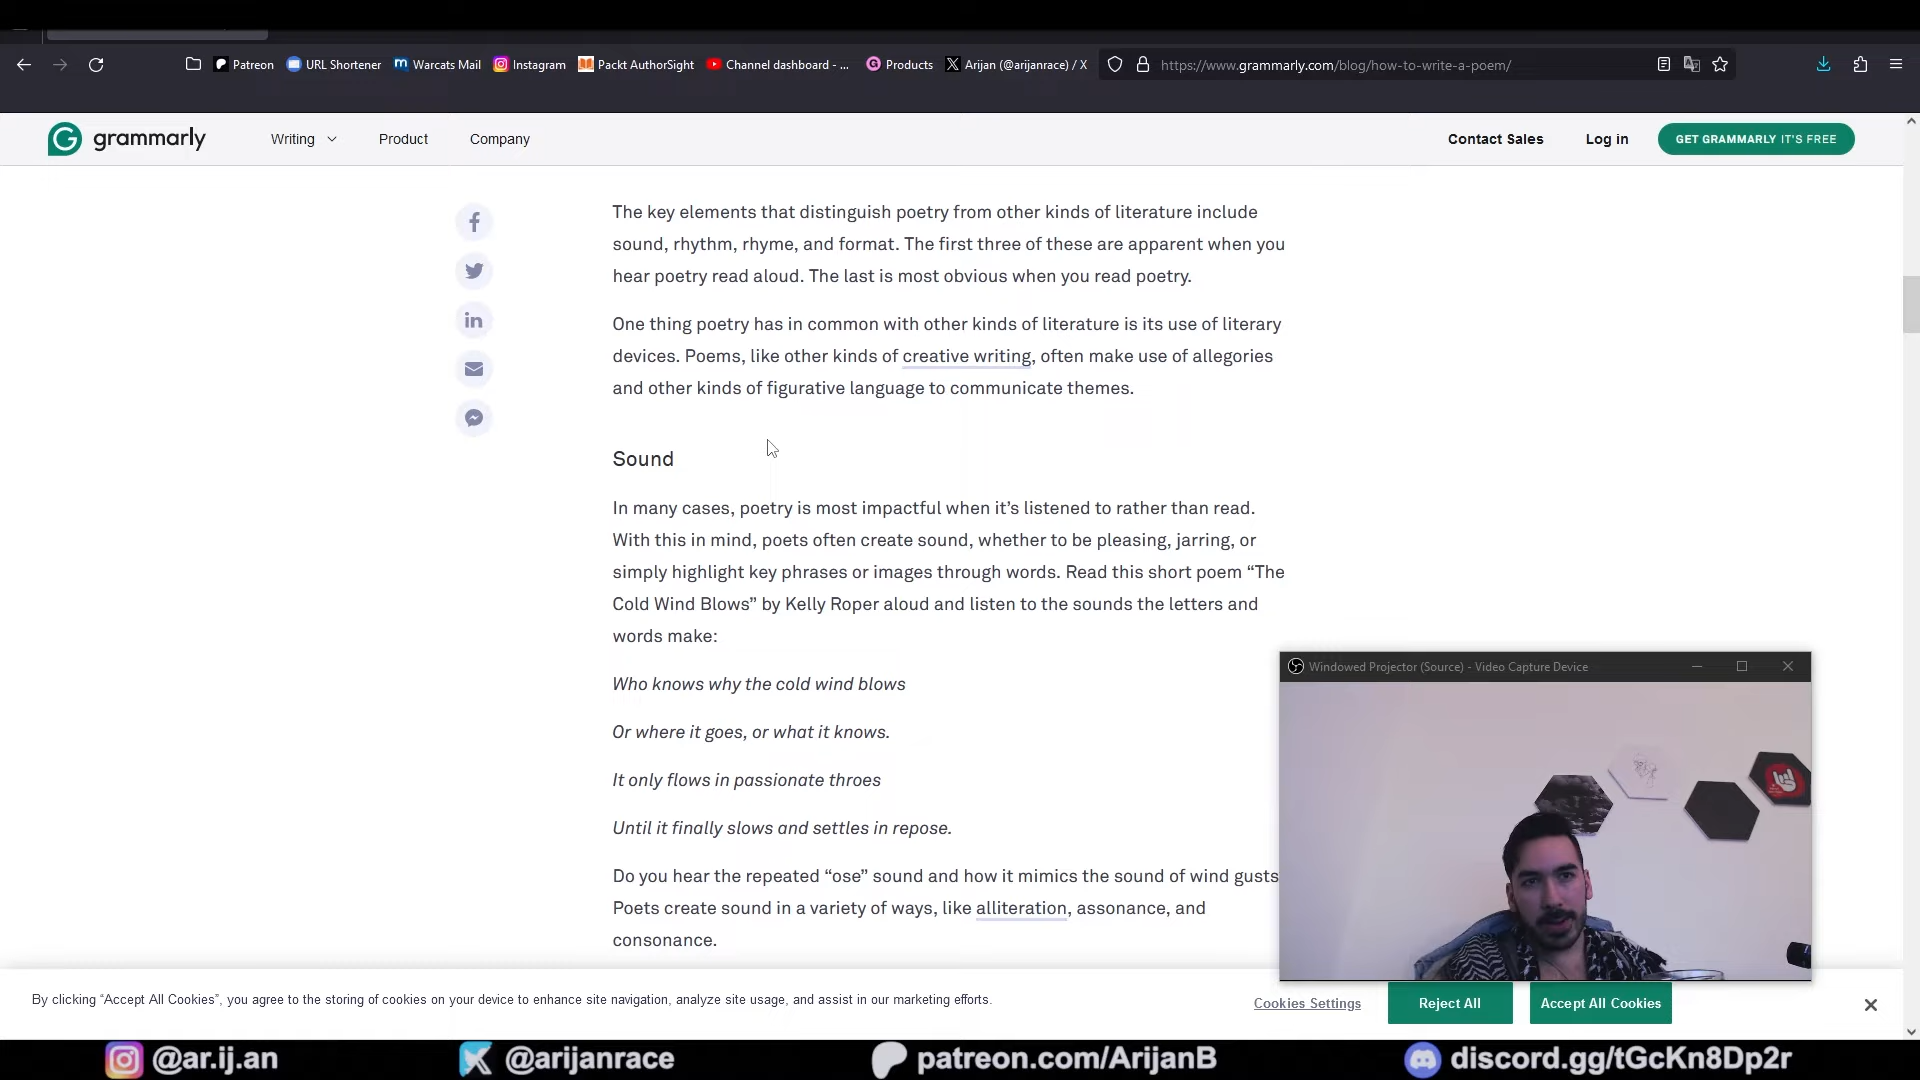 Patreon URL Shortener Warcats Mail Instagram Packt AuthorSight Channel dashboard - ... Products Arijan (@arijanrace) / X https://www.grammarly.com/blog/how-to-write-a-poem/
grammarly Writing Product Company Contact Sales Log in GET GRAMMARLY IT'S FREE
The key elements that distinguish poetry from other kinds of literature include
sound, rhythm, rhyme, and format. The first three of these are apparent when you
hear poetry read aloud. The last is most obvious when you read poetry.
One thing poetry has in common with other kinds of literature is its use of literary
devices. Poems, like other kinds of creative writing, often make use of allegories
and other kinds of figurative language to communicate themes.
Sound
In many cases, poetry is most impactful when it’s listened to rather than read.
With this in mind, poets often create sound, whether to be pleasing, jarring, or
simply highlight key phrases or images through words. Read this short poem “The
Cold Wind Blows” by Kelly Roper aloud and listen to the sounds the letters and
words make:
Who knows why the cold wind blows
Or where it goes, or what it knows.
It only flows in passionate throes
Until it finally slows and settles in repose.
Do you hear the repeated “ose” sound and how it mimics the sound of wind gusts
Poets create sound in a variety of ways, like alliteration, assonance, and
consonance.
Windowed Projector (Source) - Video Capture Device
By clicking “Accept All Cookies”, you agree to the storing of cookies on your device to enhance site navigation, analyze site usage, and assist in our marketing efforts.
Cookies Settings Reject All Accept All Cookies
@ar.ij.an @arijanrace patreon.com/ArijanB discord.gg/tGcKn8Dp2r